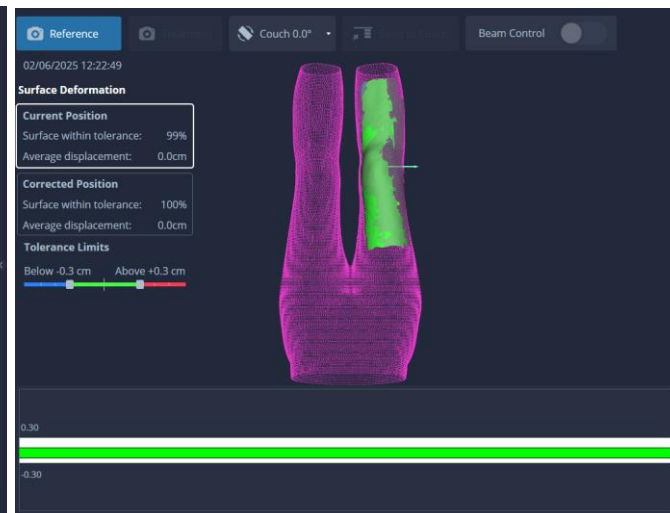 Reference
Couch 0.0°
Beam Control
02/06/2025 12:22:49
Surface Deformation
Current Position
Surface within tolerance: 99%
Average displacement: 0.0cm
Corrected Position
Surface within tolerance: 100%
Average displacement: 0.0cm
Tolerance Limits
Below -0.3 cm Above +0.3 cm
0.30
-0.30